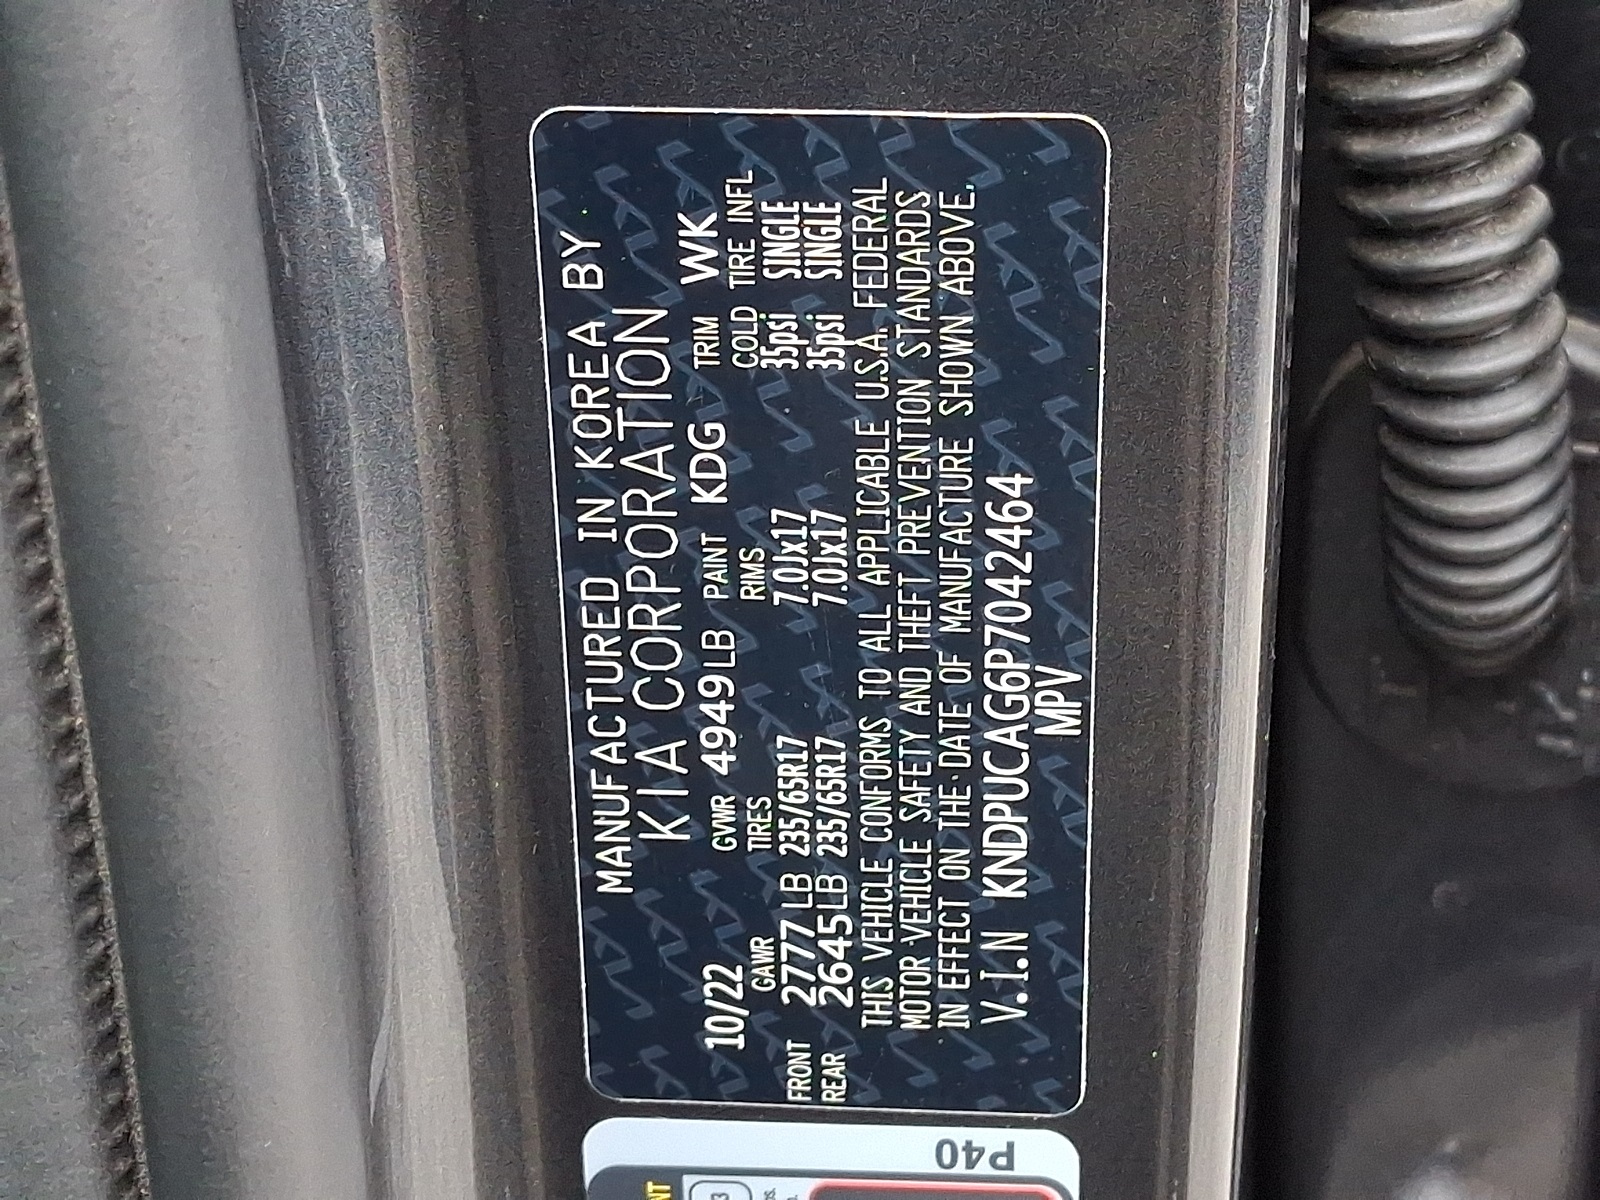 MANUFACTURED IN KOREA BY
KIA CORPORATION
10/22 GVWR 4949LB PAINT KDG TRIM WK
GAWR TIRES RIMS COLD TIRE INFL
FRONT 2777LB 235/65R17 7.0Jx17 35psi SINGLE
REAR 2645LB 235/65R17 7.0Jx17 35psi SINGLE
THIS VEHICLE CONFORMS TO ALL APPLICABLE U.S.A. FEDERAL
MOTOR VEHICLE SAFETY AND THEFT PREVENTION STANDARDS
IN EFFECT ON THE DATE OF MANUFACTURE SHOWN ABOVE.
V.I.N KNDPUCAG6P7042464
MPV
P40